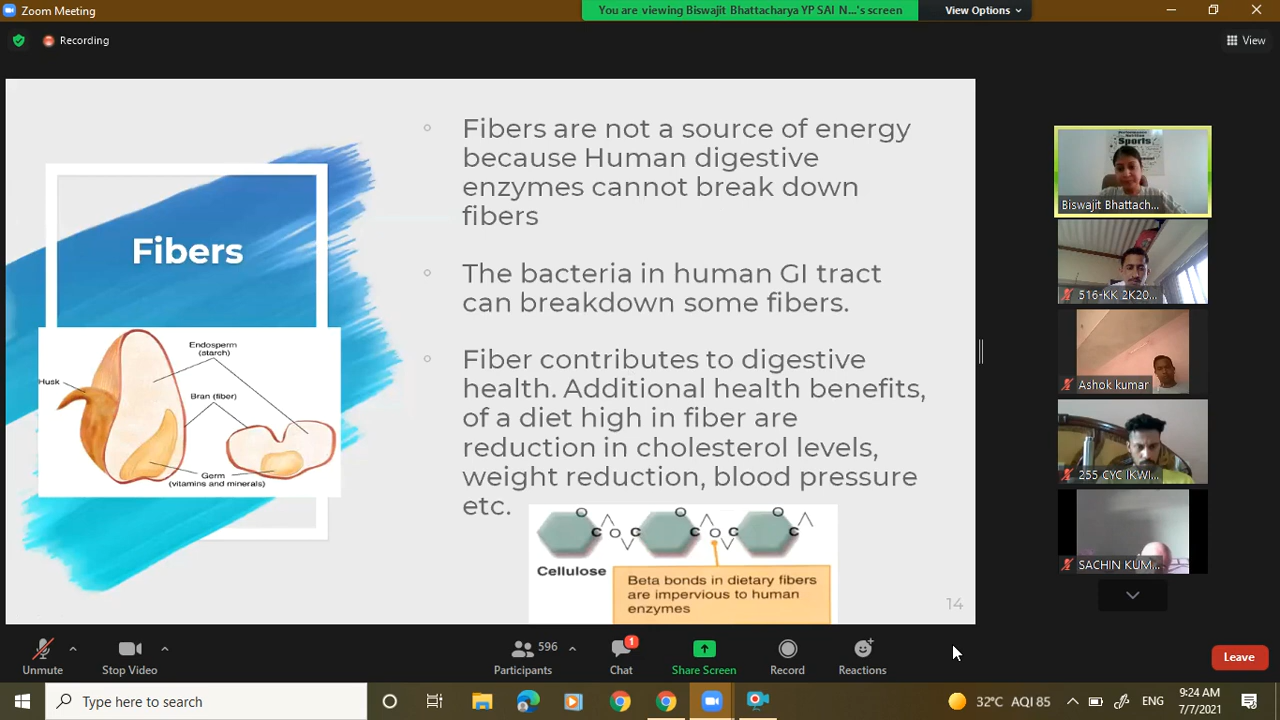 Zoom Meeting
You are viewing Biswajit Bhattacharya YP SAI N...'s screen
View Options
Recording
View
Fibers
Husk
Endosperm
(starch)
Bran (fiber)
Germ
(vitamins and minerals)
Fibers are not a source of energy
because Human digestive
enzymes cannot break down
fibers
The bacteria in human GI tract
can breakdown some fibers.
Fiber contributes to digestive
health. Additional health benefits,
of a diet high in fiber are
reduction in cholesterol levels,
weight reduction, blood pressure
etc.
O O O
C O C C O C C
Cellulose
Beta bonds in dietary fibers
are impervious to human
enzymes
14
Sports
Biswajit Bhattach...
516-KK 2K20...
Ashok kumar
255 CYC IKWI...
SACHIN KUM...
Unmute
Stop Video
596
Participants
1
Chat
Share Screen
Record
Reactions
Leave
Type here to search
32°C AQI 85
ENG
9:24 AM
7/7/2021